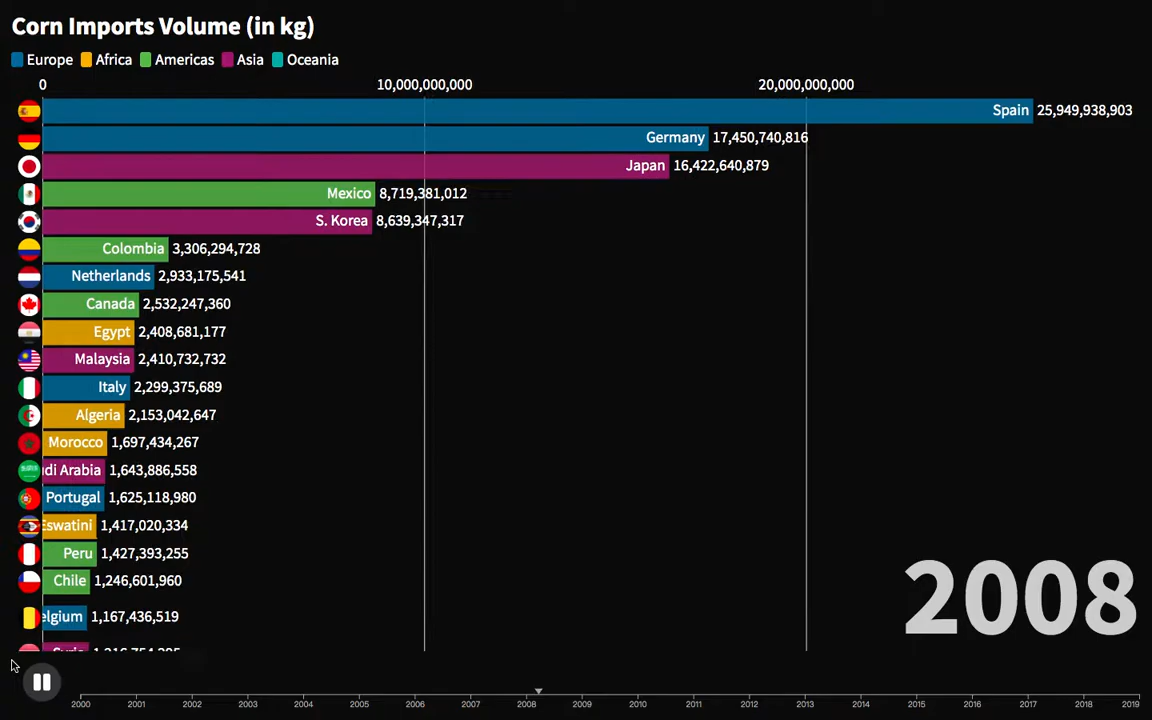 Corn Imports Volume (in kg)
Europe Africa Americas Asia Oceania
0 10,000,000,000 20,000,000,000
Spain 25,949,938,903
Germany 17,450,740,816
Japan 16,422,640,879
Mexico 8,719,381,012
S. Korea 8,639,347,317
Colombia 3,306,294,728
Netherlands 2,933,175,541
Canada 2,532,247,360
Egypt 2,408,681,177
Malaysia 2,410,732,732
Italy 2,299,375,689
Algeria 2,153,042,647
Morocco 1,697,434,267
di Arabia 1,643,886,558
Portugal 1,625,118,980
Eswatini 1,417,020,334
Peru 1,427,393,255
Chile 1,246,601,960
elgium 1,167,436,519
2008
2000 2001 2002 2003 2004 2005 2006 2007 2008 2009 2010 2011 2012 2013 2014 2015 2016 2017 2018 2019